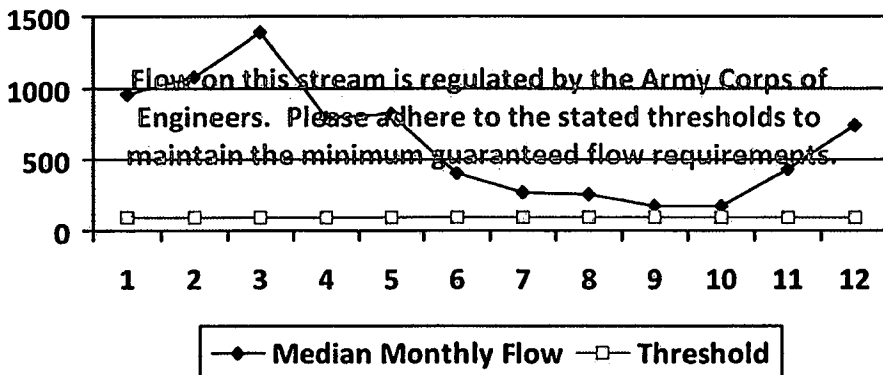 1500
1000
500
0
Flow on this stream is regulated by the Army Corps of
Engineers. Please adhere to the stated thresholds to
maintain the minimum guaranteed flow requirements.
1 2 3 4 5 6 7 8 9 10 11 12
Median Monthly Flow Threshold